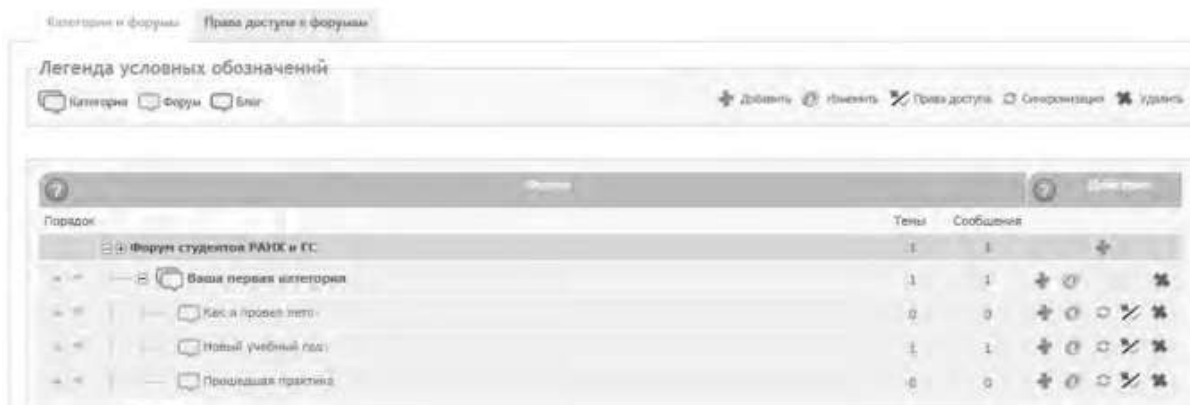 Категории и форумы Права доступа к форумам
Легенда условных обозначений
Категория Форум Блог Добавить Изменить Права доступа Синхронизация Удалить
Порядок Темы Сообщения
Форум студентов РАНХ и ГС 1 1
Ваша первая категория 1 1
Как я провел лето 0 0
Новый учебный год 1 1
Прошедшая практика 0 0